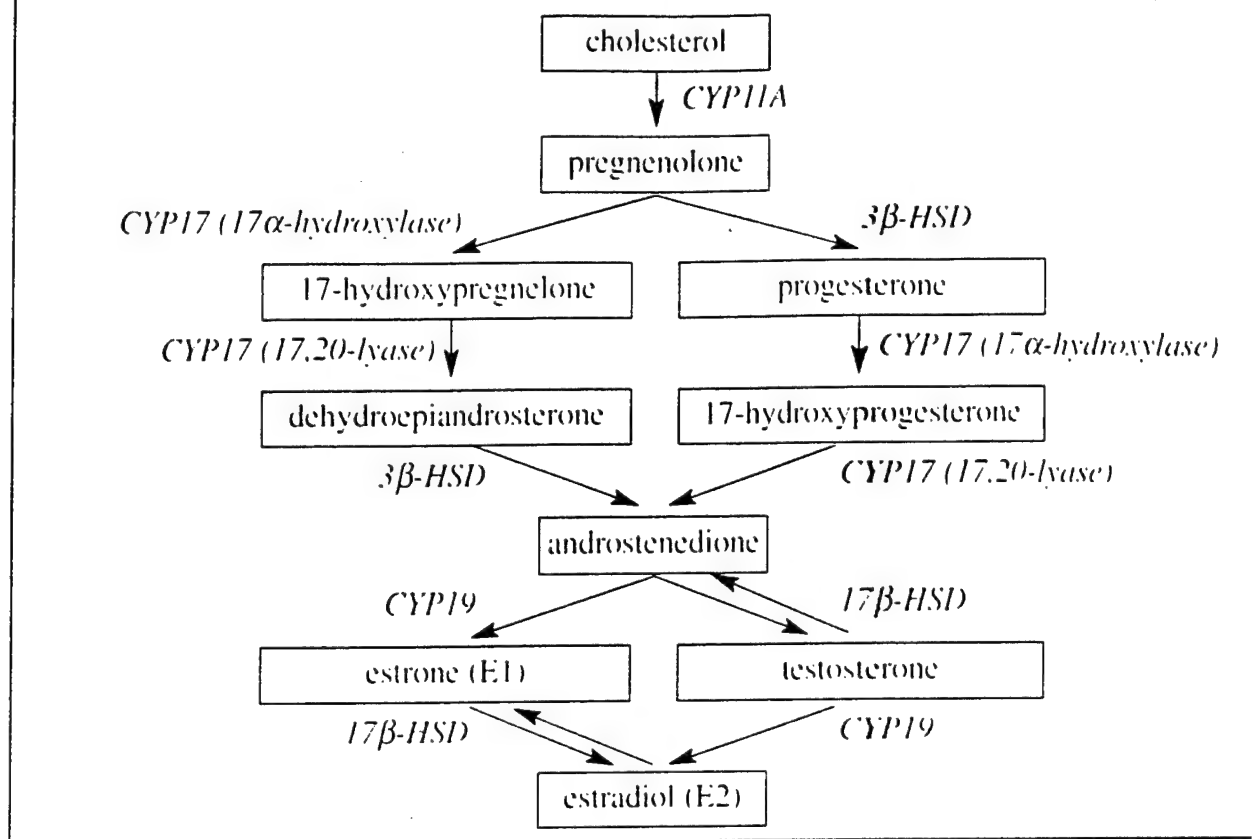 cholesterol
CYP11A
pregnenolone
CYP17 (17α-hydroxylase)
3β-HSD
17-hydroxypregnelone
progesterone
CYP17 (17,20-lyase)
CYP17 (17α-hydroxylase)
dehydroepiandrosterone
17-hydroxyprogesterone
3β-HSD
CYP17 (17,20-lyase)
androstenedione
CYP19
17β-HSD
estrone (E1)
testosterone
17β-HSD
CYP19
estradiol (E2)